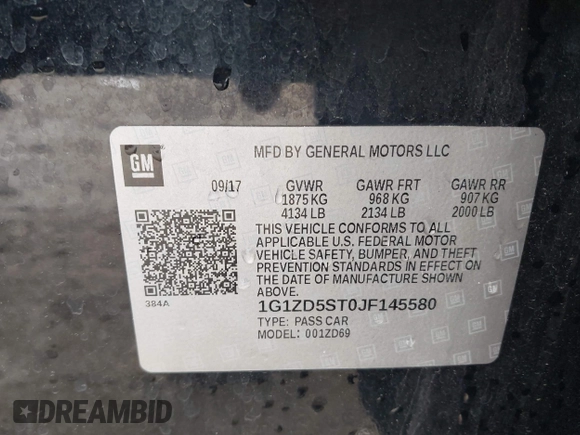 GM
MFD BY GENERAL MOTORS LLC
09/17 GVWR GAWR FRT GAWR RR
1875 KG 968 KG 907 KG
4134 LB 2134 LB 2000 LB
THIS VEHICLE CONFORMS TO ALL
APPLICABLE U.S. FEDERAL MOTOR
VEHICLE SAFETY, BUMPER, AND THEFT
PREVENTION STANDARDS IN EFFECT ON
THE DATE OF MANUFACTURE SHOWN
ABOVE.
384A
1G1ZD5ST0JF145580
TYPE: PASS CAR
MODEL: 001ZD69
DREAMBID